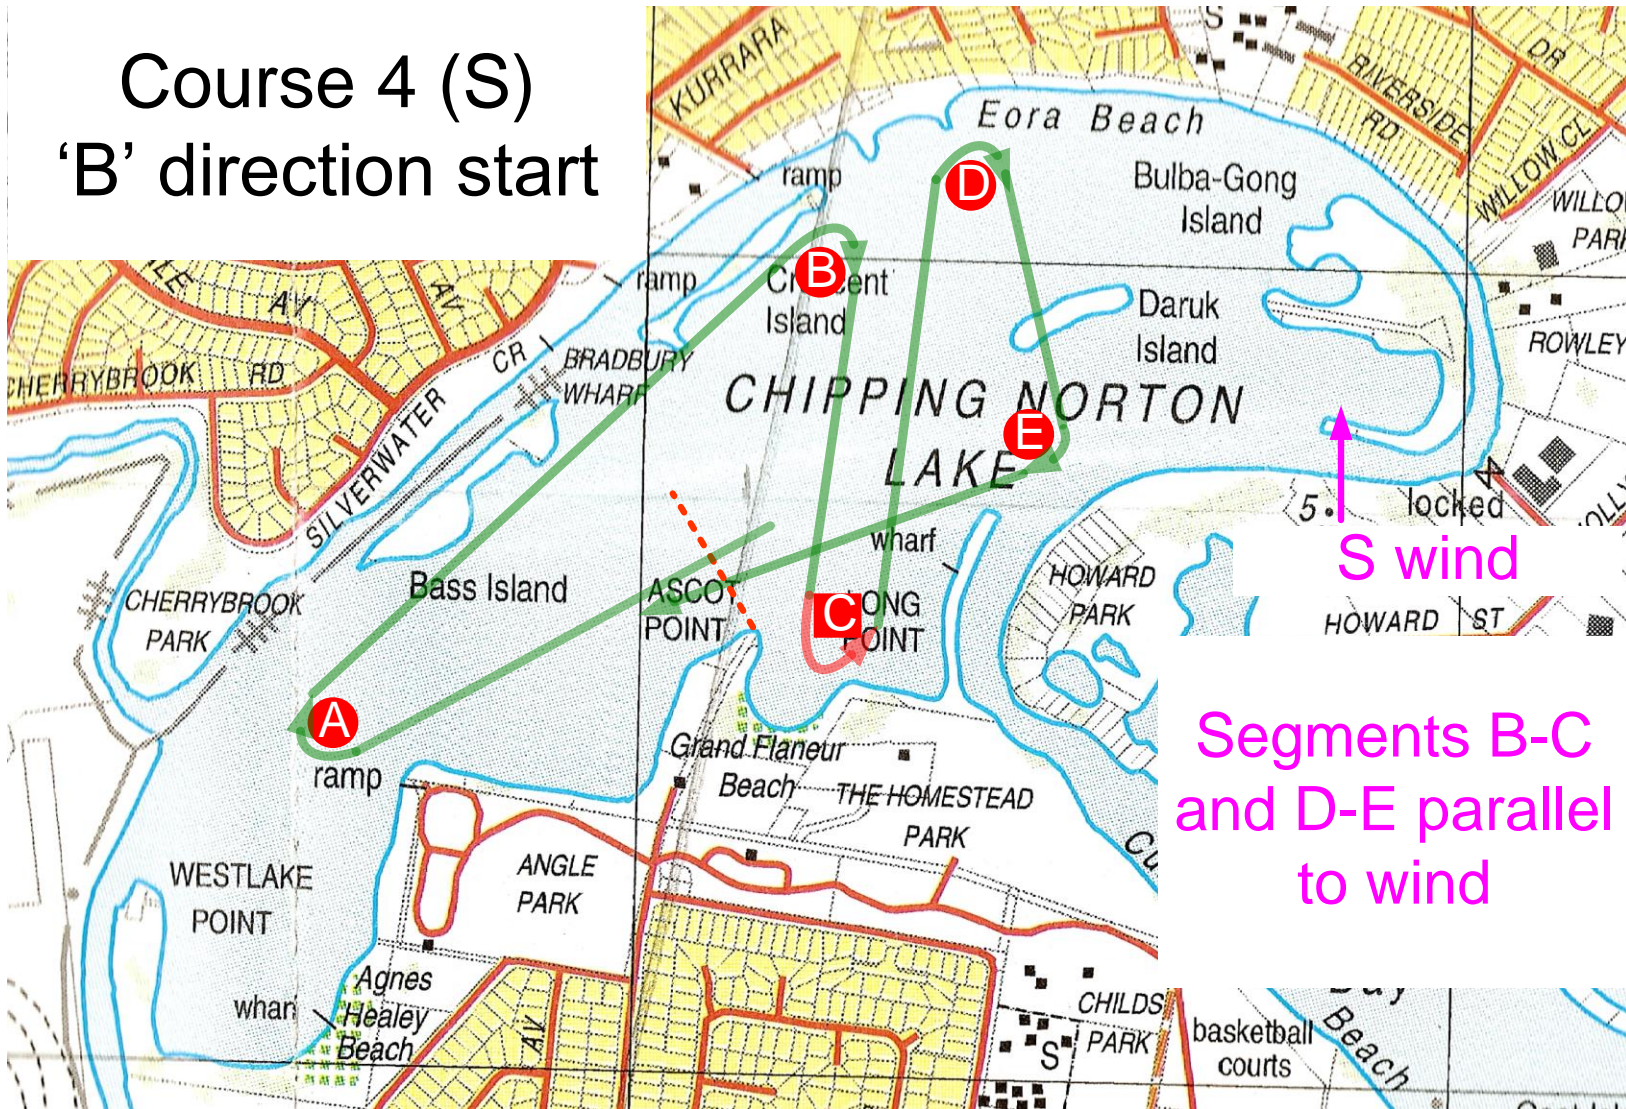 Course 4 (S)
‘B’ direction start
KURRARA
S
DR
RIVERSIDE
RD
WILLOW CL
Eora Beach
ramp
D
Bulba-Gong
Island
PARK
AV
AV
ramp
B
Island
Daruk
Island
ROWLEY
CR
BRADBURY
WHARF
CHERRYBROOK RD
CHIPPING NORTON
LAKE
E
SILVERWATER
5
locked
wharf
S wind
Bass Island
ASCOT
POINT
C
LONG
POINT
HOWARD
PARK
HOWARD ST
CHERRYBROOK
PARK
A
ramp
Grand Flaneur
Beach
THE HOMESTEAD
PARK
Segments B-C
and D-E parallel
to wind
WESTLAKE
POINT
ANGLE
PARK
Agnes
Healey
Beach
AV
S
CHILDS
PARK
basketball
courts
Beach